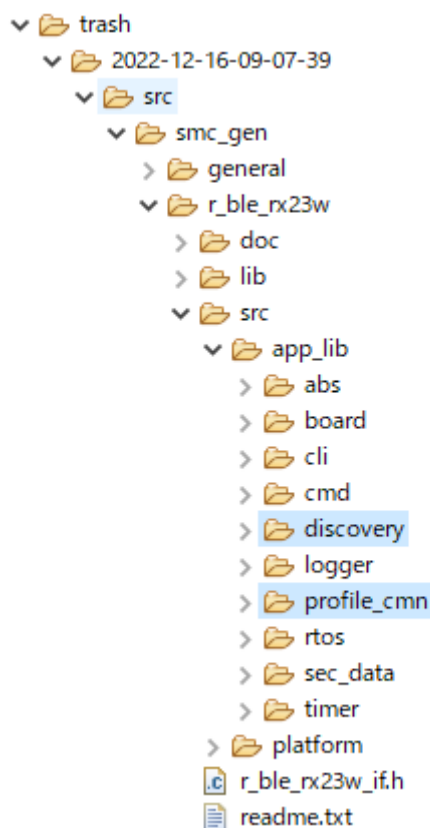 trash
2022-12-16-09-07-39
src
smc_gen
general
r_ble_rx23w
doc
lib
src
app_lib
abs
board
cli
cmd
discovery
logger
profile_cmn
rtos
sec_data
timer
platform
r_ble_rx23w_if.h
readme.txt